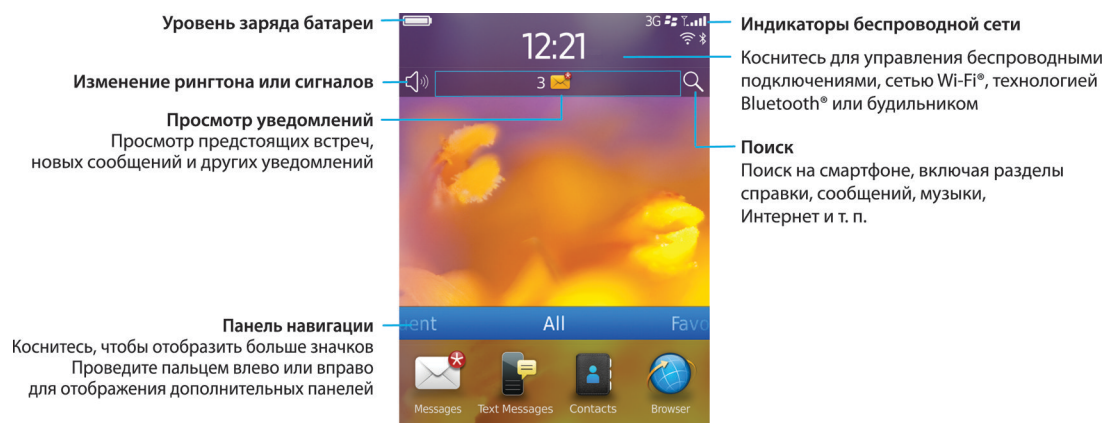 Уровень заряда батареи
Изменение рингтона или сигналов
Просмотр уведомлений
Просмотр предстоящих встреч,
новых сообщений и других уведомлений
Панель навигации
Коснитесь, чтобы отобразить больше значков
Проведите пальцем влево или вправо
для отображения дополнительных панелей
3G
12:21
3
uent
All
Favo
Messages
Text Messages
Contacts
Browser
Индикаторы беспроводной сети
Коснитесь для управления беспроводными
подключениями, сетью Wi-Fi®, технологией
Bluetooth® или будильником
Поиск
Поиск на смартфоне, включая разделы
справки, сообщений, музыки,
Интернет и т. п.